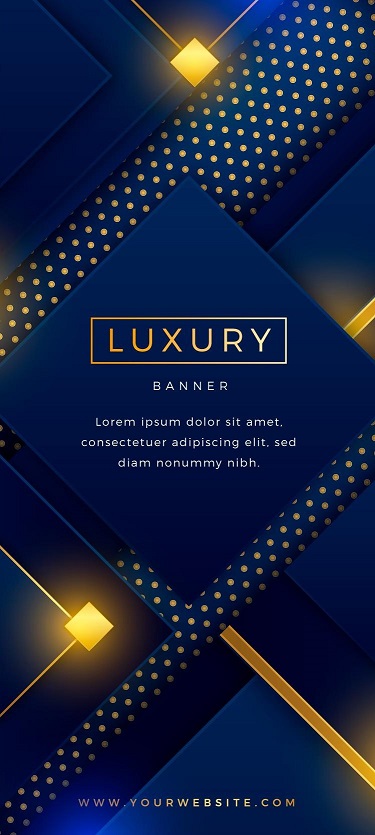 LUXURY
BANNER
Lorem ipsum dolor sit amet,
consectetuer adipiscing elit, sed
diam nonummy nibh.
WWW.YOURWEBSITE.COM